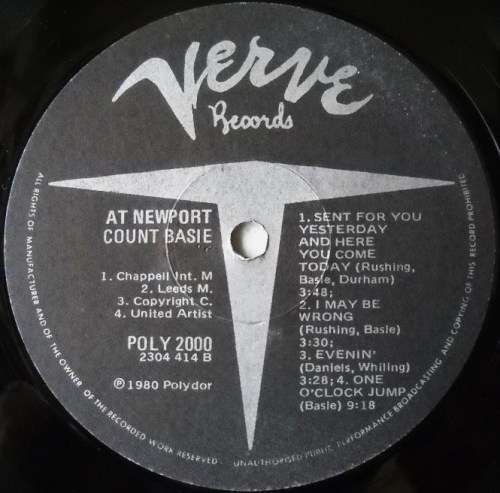 Verve
Records
AT NEWPORT
COUNT BASIE
1. Chappell Int. M
2. Leeds M.
3. Copyright C.
4. United Artist
POLY 2000
2304 414 B
Ⓟ 1980 Polydor
1. SENT FOR YOU
YESTERDAY
AND HERE
YOU COME
TODAY (Rushing,
Basie, Durham)
3:48;
2. I MAY BE
WRONG
(Rushing, Basie)
3:30;
3. EVENIN'
(Daniels, Whiling)
3:28; 4. ONE
O'CLOCK JUMP
(Basie) 9:18
ALL RIGHTS OF MANUFACTURER AND OF THE OWNER OF THE RECORDED WORK RESERVED UNAUTHORISED PUBLIC PERFORMANCE BROADCASTING AND COPYING OF THIS RECORD PROHIBITED